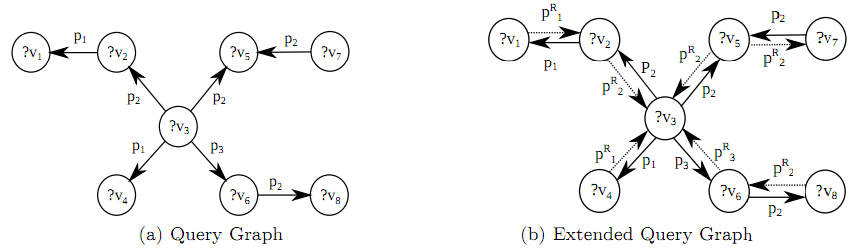 p₁ p₂
?v₁ ?v₂ ?v₅ ?v₇
p₂ p₂
?v₃
p₁ p₃
?v₄ ?v₆ p₂ ?v₈
(a) Query Graph
pᴿ₁ p₂
?v₁ ?v₂ ?v₅ ?v₇
p₁ p₂ pᴿ₂ pᴿ₂
pᴿ₂ p₂
?v₃
pᴿ₁ p₁ p₃ pᴿ₃ pᴿ₂
?v₄ ?v₆ ?v₈
p₂
(b) Extended Query Graph